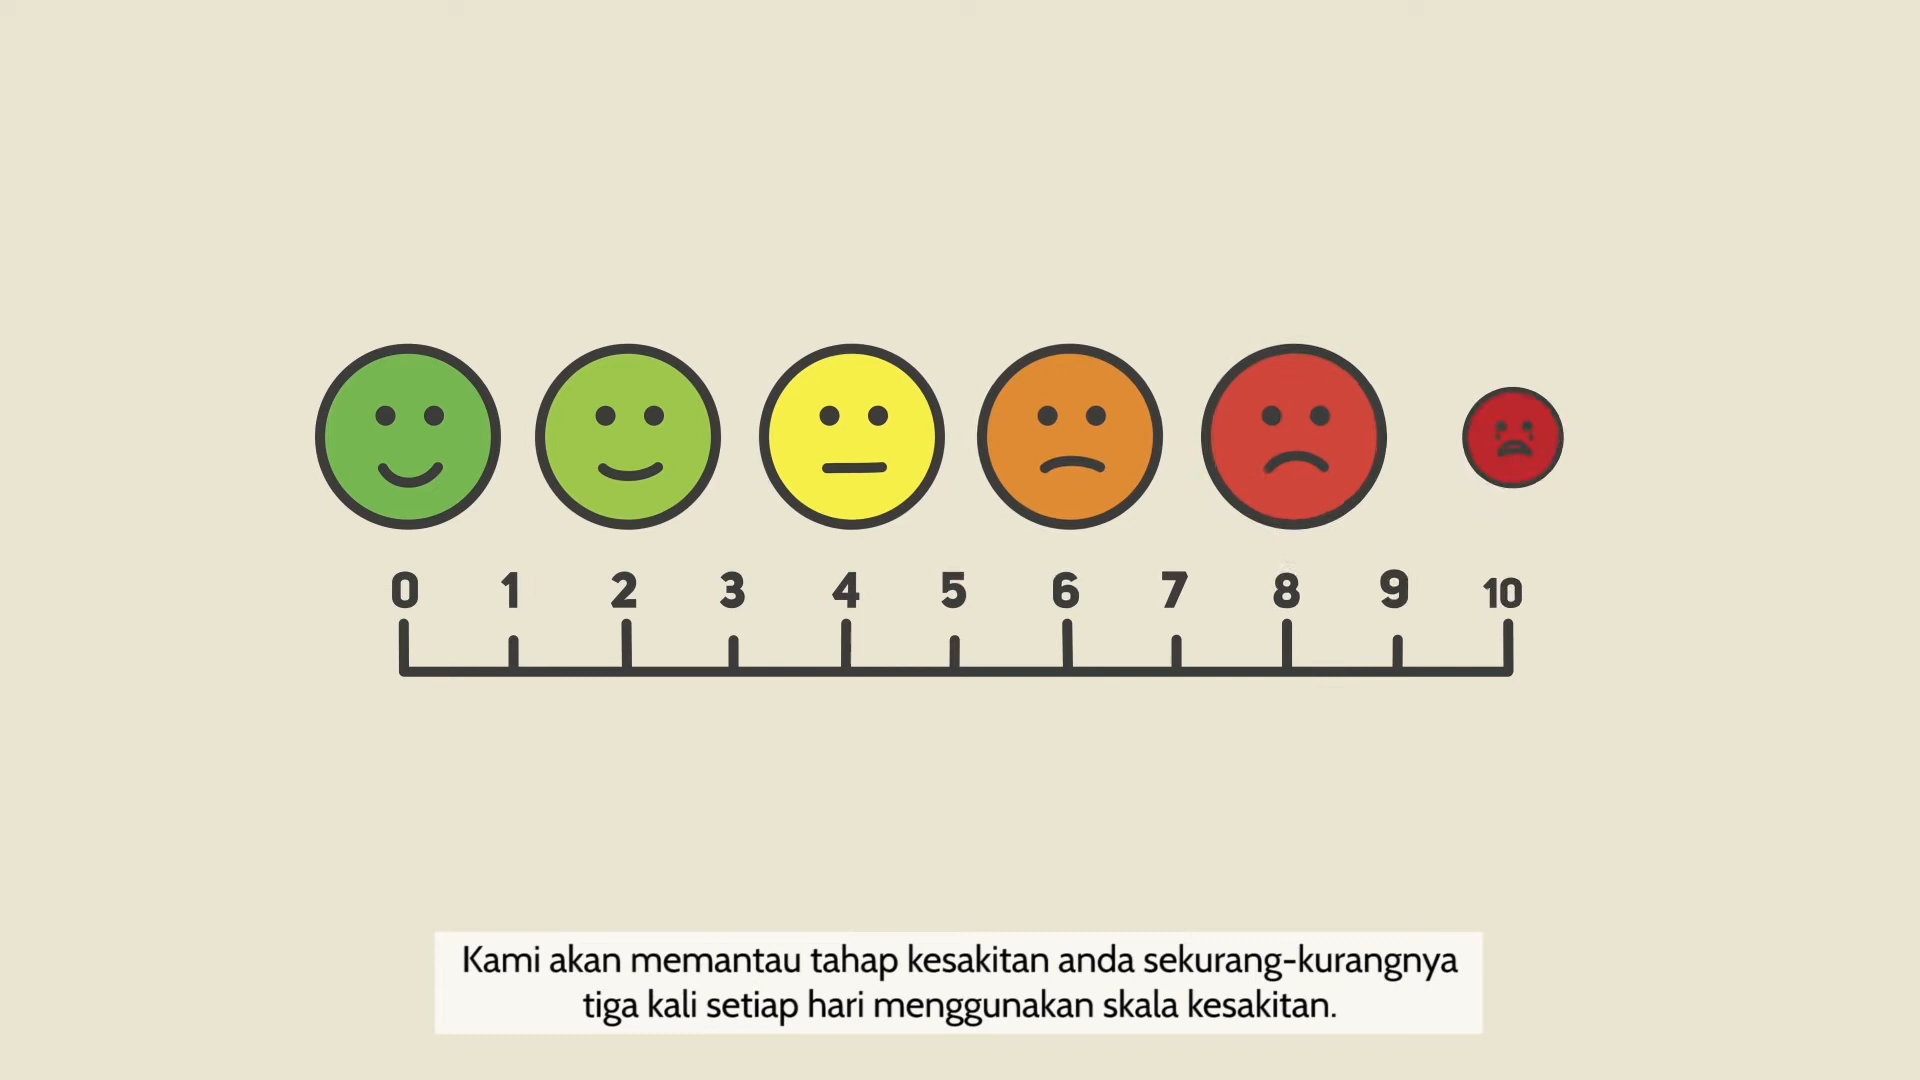 0 1 2 3 4 5 6 7 8 9 10
Kami akan memantau tahap kesakitan anda sekurang-kurangnya
tiga kali setiap hari menggunakan skala kesakitan.